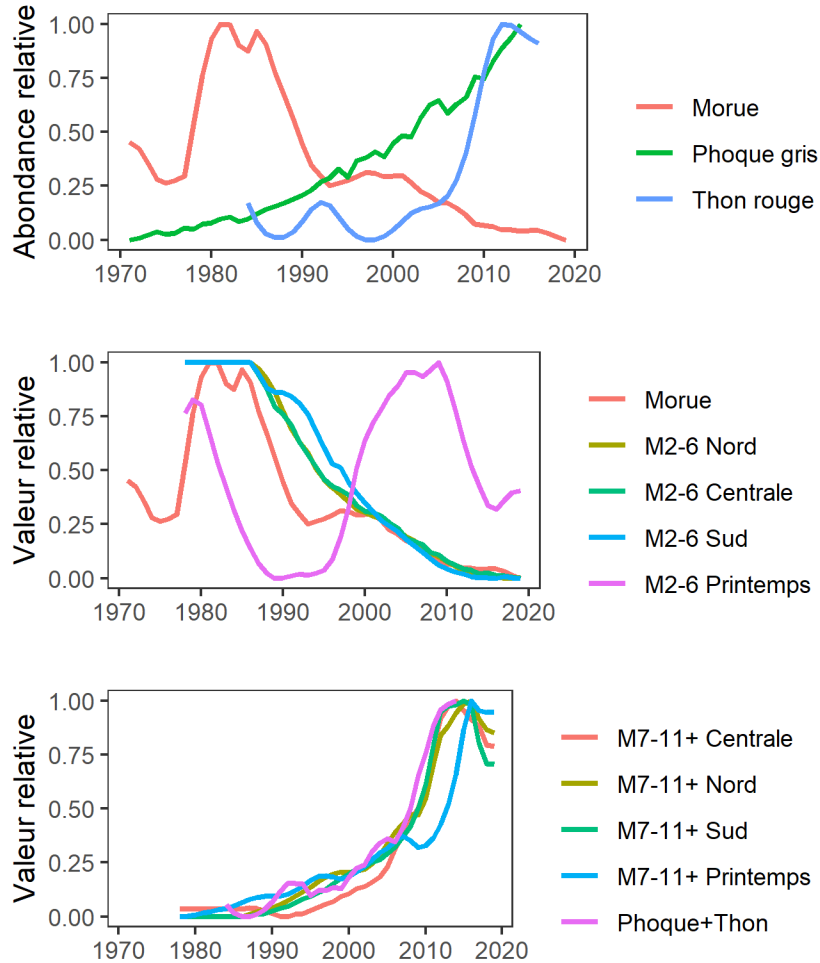 Abondance relative
1.00
0.75
0.50
0.25
0.00
1970 1980 1990 2000 2010 2020
Morue
Phoque gris
Thon rouge
Valeur relative
1.00
0.75
0.50
0.25
0.00
1970 1980 1990 2000 2010 2020
Morue
M2-6 Nord
M2-6 Centrale
M2-6 Sud
M2-6 Printemps
Valeur relative
1.00
0.75
0.50
0.25
0.00
1970 1980 1990 2000 2010 2020
M7-11+ Centrale
M7-11+ Nord
M7-11+ Sud
M7-11+ Printemps
Phoque+Thon